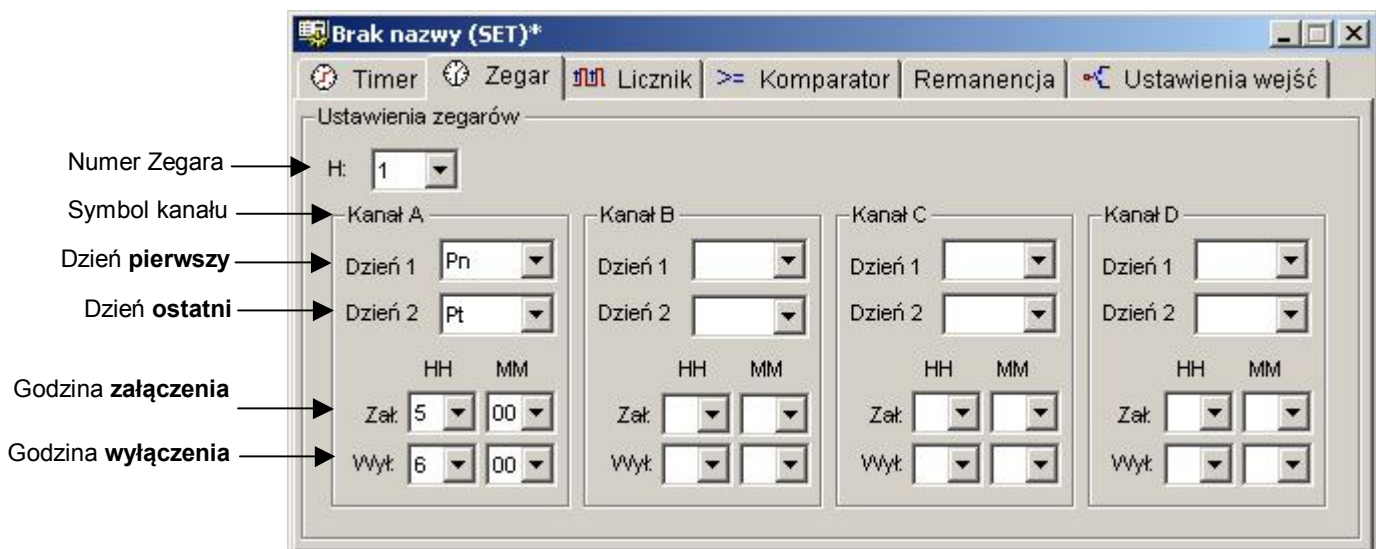 Brak nazwy (SET)*
Timer Zegar Licznik >= Komparator Remanencja Ustawienia wejść
Ustawienia zegarów
Numer Zegara H: 1
Symbol kanału Kanał A Kanał B Kanał C Kanał D
Dzień pierwszy Dzień 1 Pn Dzień 1 Dzień 1 Dzień 1
Dzień ostatni Dzień 2 Pt Dzień 2 Dzień 2 Dzień 2
HH MM HH MM HH MM HH MM
Godzina załączenia Zał: 5 00 Zał: Zał: Zał:
Godzina wyłączenia Wył: 6 00 Wył: Wył: Wył: